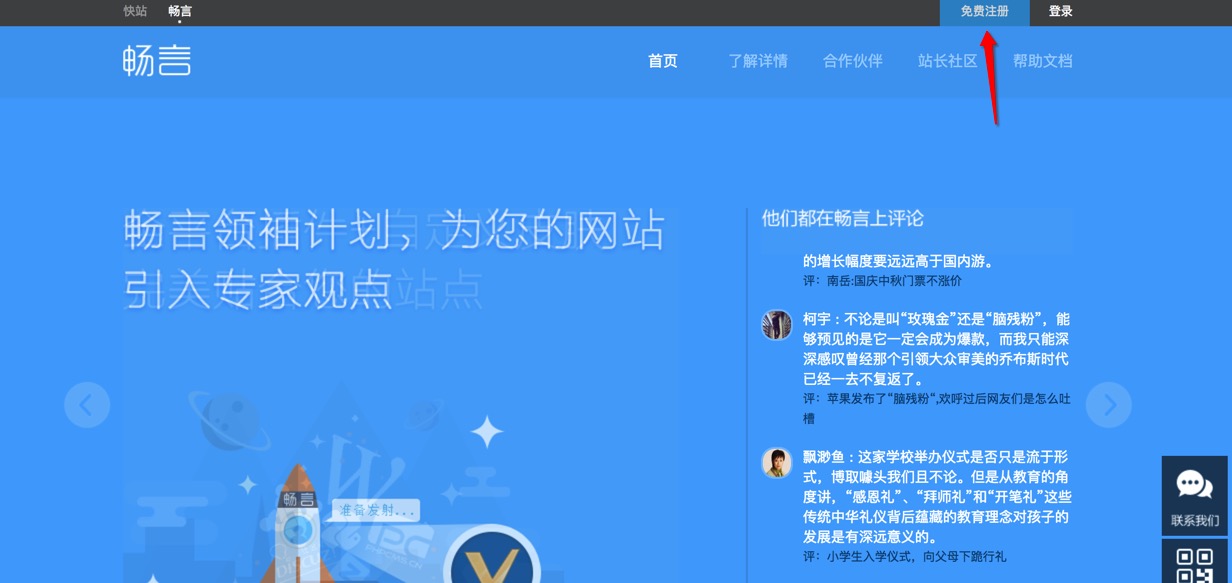 快站 畅言 免费注册 登录
畅言 首页 了解详情 合作伙伴 站长社区 帮助文档
畅言领袖计划，为您的网站
引入专家观点
他们都在畅言上评论
的增长幅度要远远高于国内游。
评：南岳:国庆中秋门票不涨价
柯宇：不论是叫“玫瑰金”还是“脑残粉”，能
够预见的是它一定会成为爆款，而我只能深
深感叹曾经那个引领大众审美的乔布斯时代
已经一去不复返了。
评：苹果发布了“脑残粉“,欢呼过后网友们是怎么吐
槽
飘渺鱼：这家学校举办仪式是否只是流于形
式，博取噱头我们且不论。但是从教育的角
度讲，“感恩礼”、“拜师礼”和“开笔礼”这些
传统中华礼仪背后蕴藏的教育理念对孩子的
发展是有深远意义的。
评：小学生入学仪式，向父母下跪行礼
畅言
准备发射...
联系我们